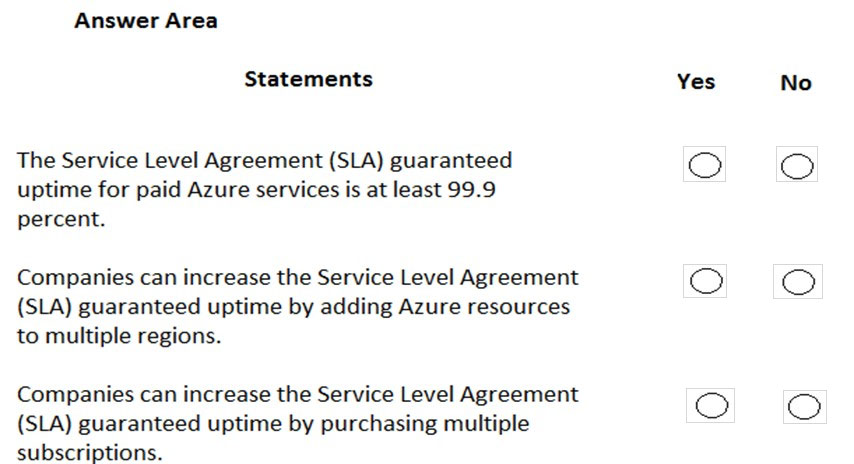 Answer Area
Statements Yes No
The Service Level Agreement (SLA) guaranteed
uptime for paid Azure services is at least 99.9
percent.
Companies can increase the Service Level Agreement
(SLA) guaranteed uptime by adding Azure resources
to multiple regions.
Companies can increase the Service Level Agreement
(SLA) guaranteed uptime by purchasing multiple
subscriptions.